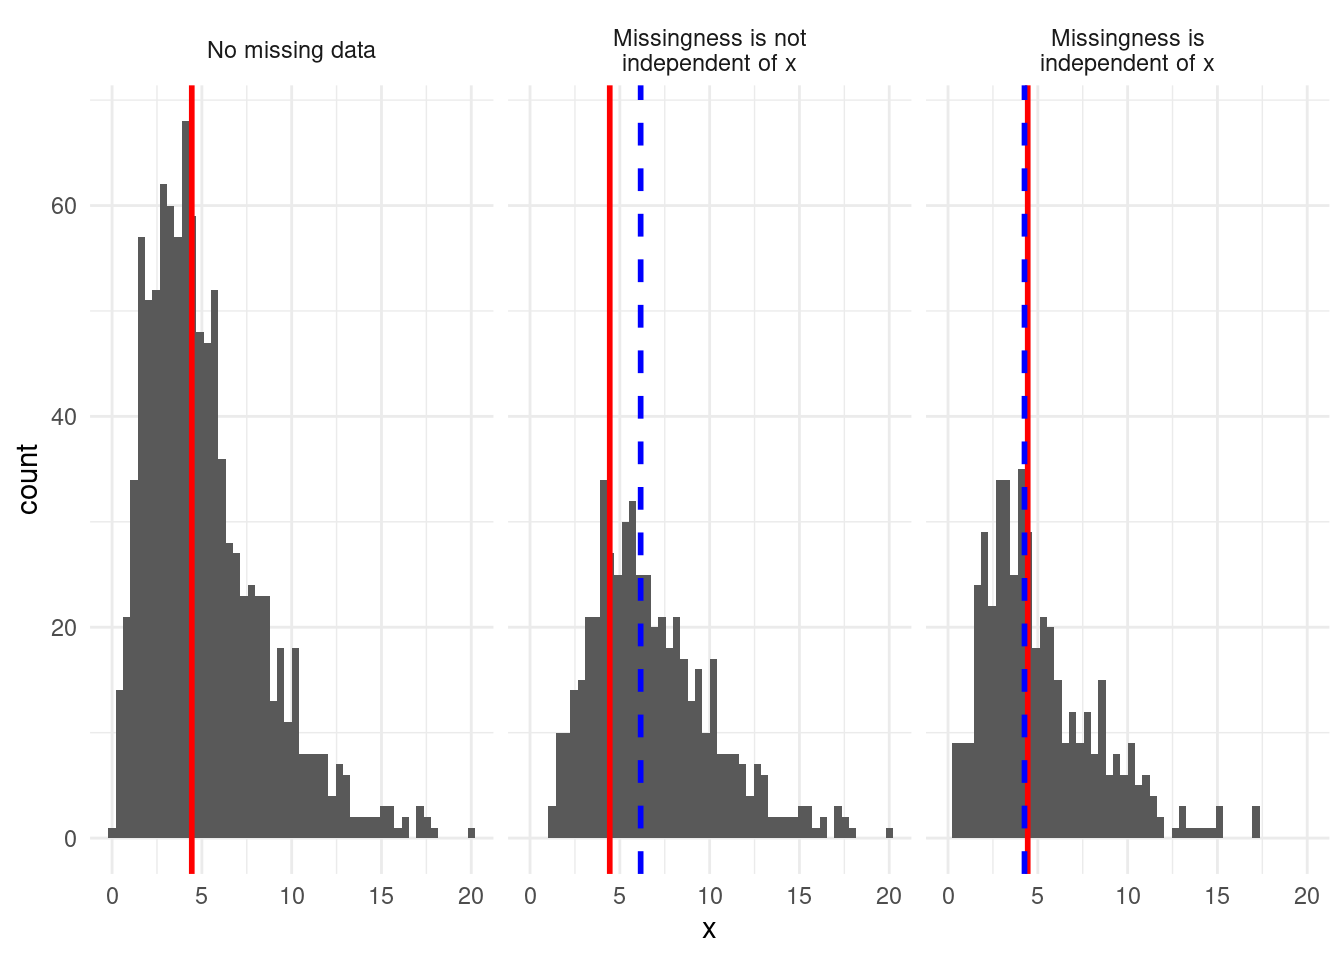 No missing data
Missingness is not
independent of x
Missingness is
independent of x
count
60
40
20
0
0 5 10 15 20
0 5 10 15 20
0 5 10 15 20
x